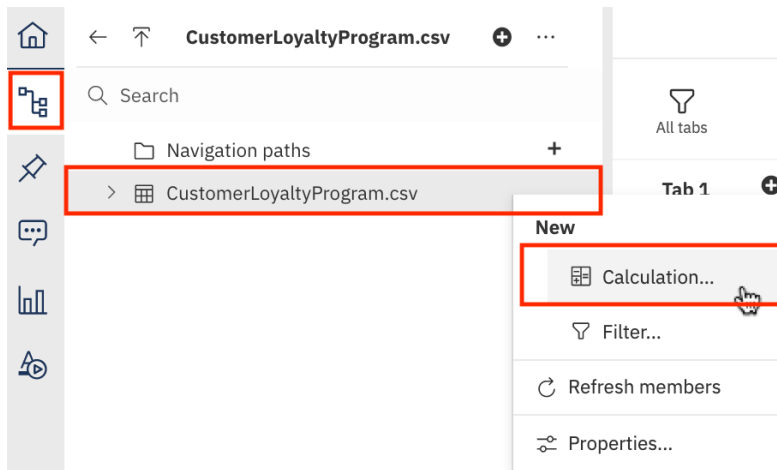 CustomerLoyaltyProgram.csv
Search
All tabs
Navigation paths
CustomerLoyaltyProgram.csv
Tab 1
New
Calculation...
Filter...
Refresh members
Properties...